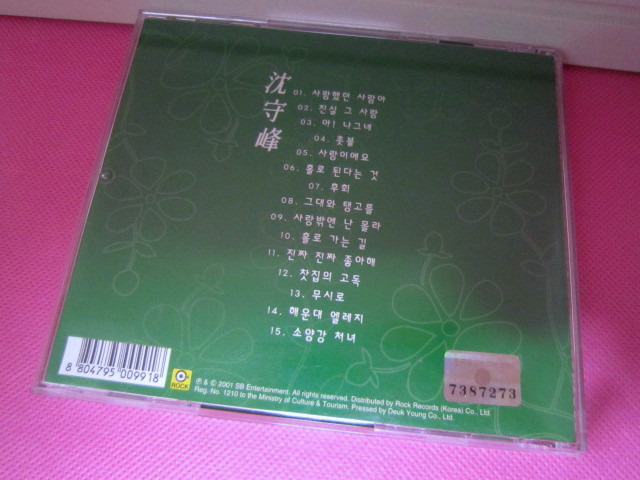 沈守峰
01. 사랑했던 사람아
02. 진실 그 사랑
03. 아! 나그네
04. 촛불
05. 사랑이에요
06. 홀로 된다는 것
07. 후회
08. 그대와 탱고를
09. 사랑밖엔 난 몰라
10. 홀로 가는 길
11. 진짜 진짜 좋아해
12. 찻집의 고독
13. 무시로
14. 해운대 엘레지
15. 소양강 처녀
8 804795 009918
ROCK
℗ & © 2001 SB Entertainment. All rights reserved. Distributed by Rock Records (Korea) Co., Ltd.
Reg. No. 1210 to the Ministry of Culture & Tourism. Pressed by Deuk Young Co., Ltd.
7387273